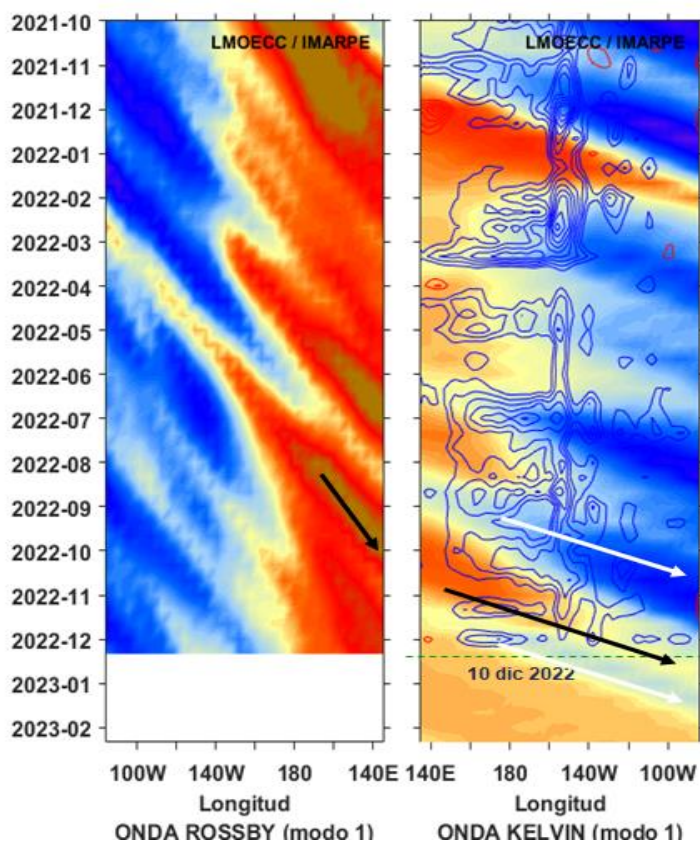 LMOECC / IMARPE
LMOECC / IMARPE
2021-10
2021-11
2021-12
2022-01
2022-02
2022-03
2022-04
2022-05
2022-06
2022-07
2022-08
2022-09
2022-10
2022-11
2022-12
2023-01
2023-02
10 dic 2022
100W 140W 180 140E
140E 180 140W 100W
Longitud
Longitud
ONDA ROSSBY (modo 1)
ONDA KELVIN (modo 1)